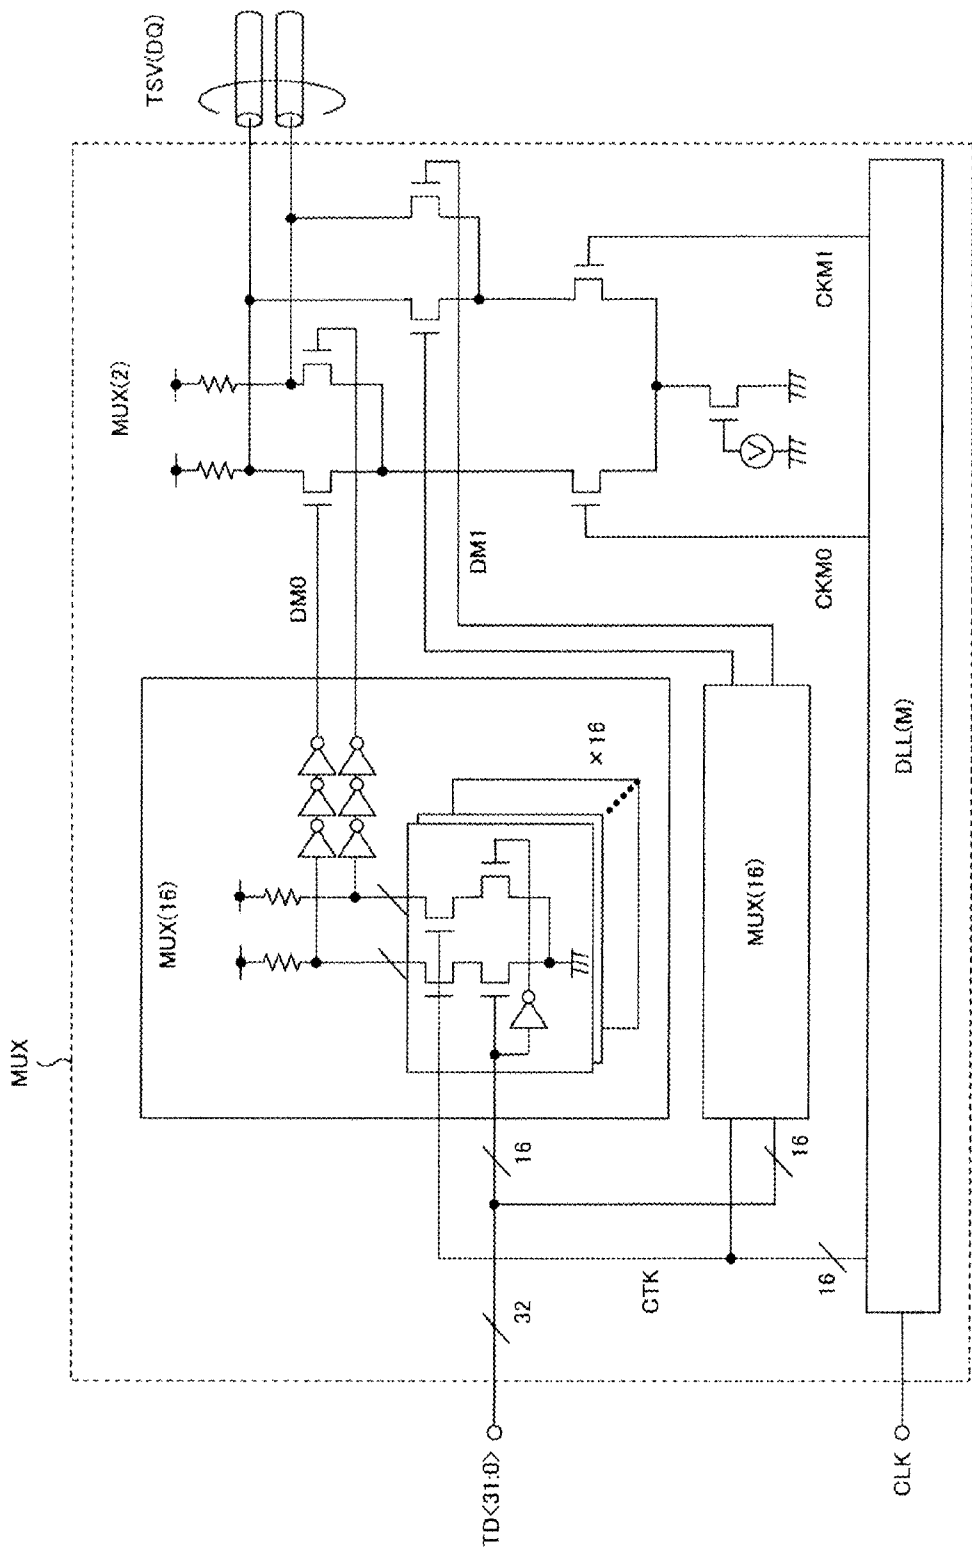 MUX
TSV(DQ)
MUX(2)
MUX(16)
DM0
DM1
×16
CKM1
CKM0
MUX(16)
DLL(M)
16
16
16
32
CTK
TD<31:0>
CLK
V